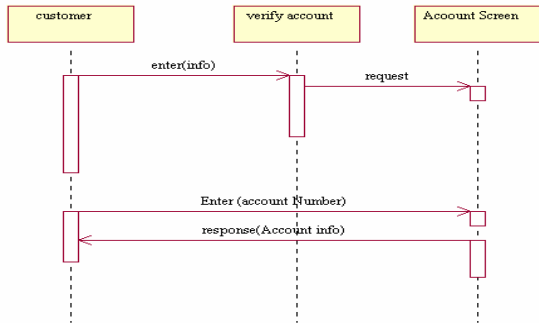 customer
verify account
Acoount Screen
enter(info)
request
Enter (account Number)
response(Account info)